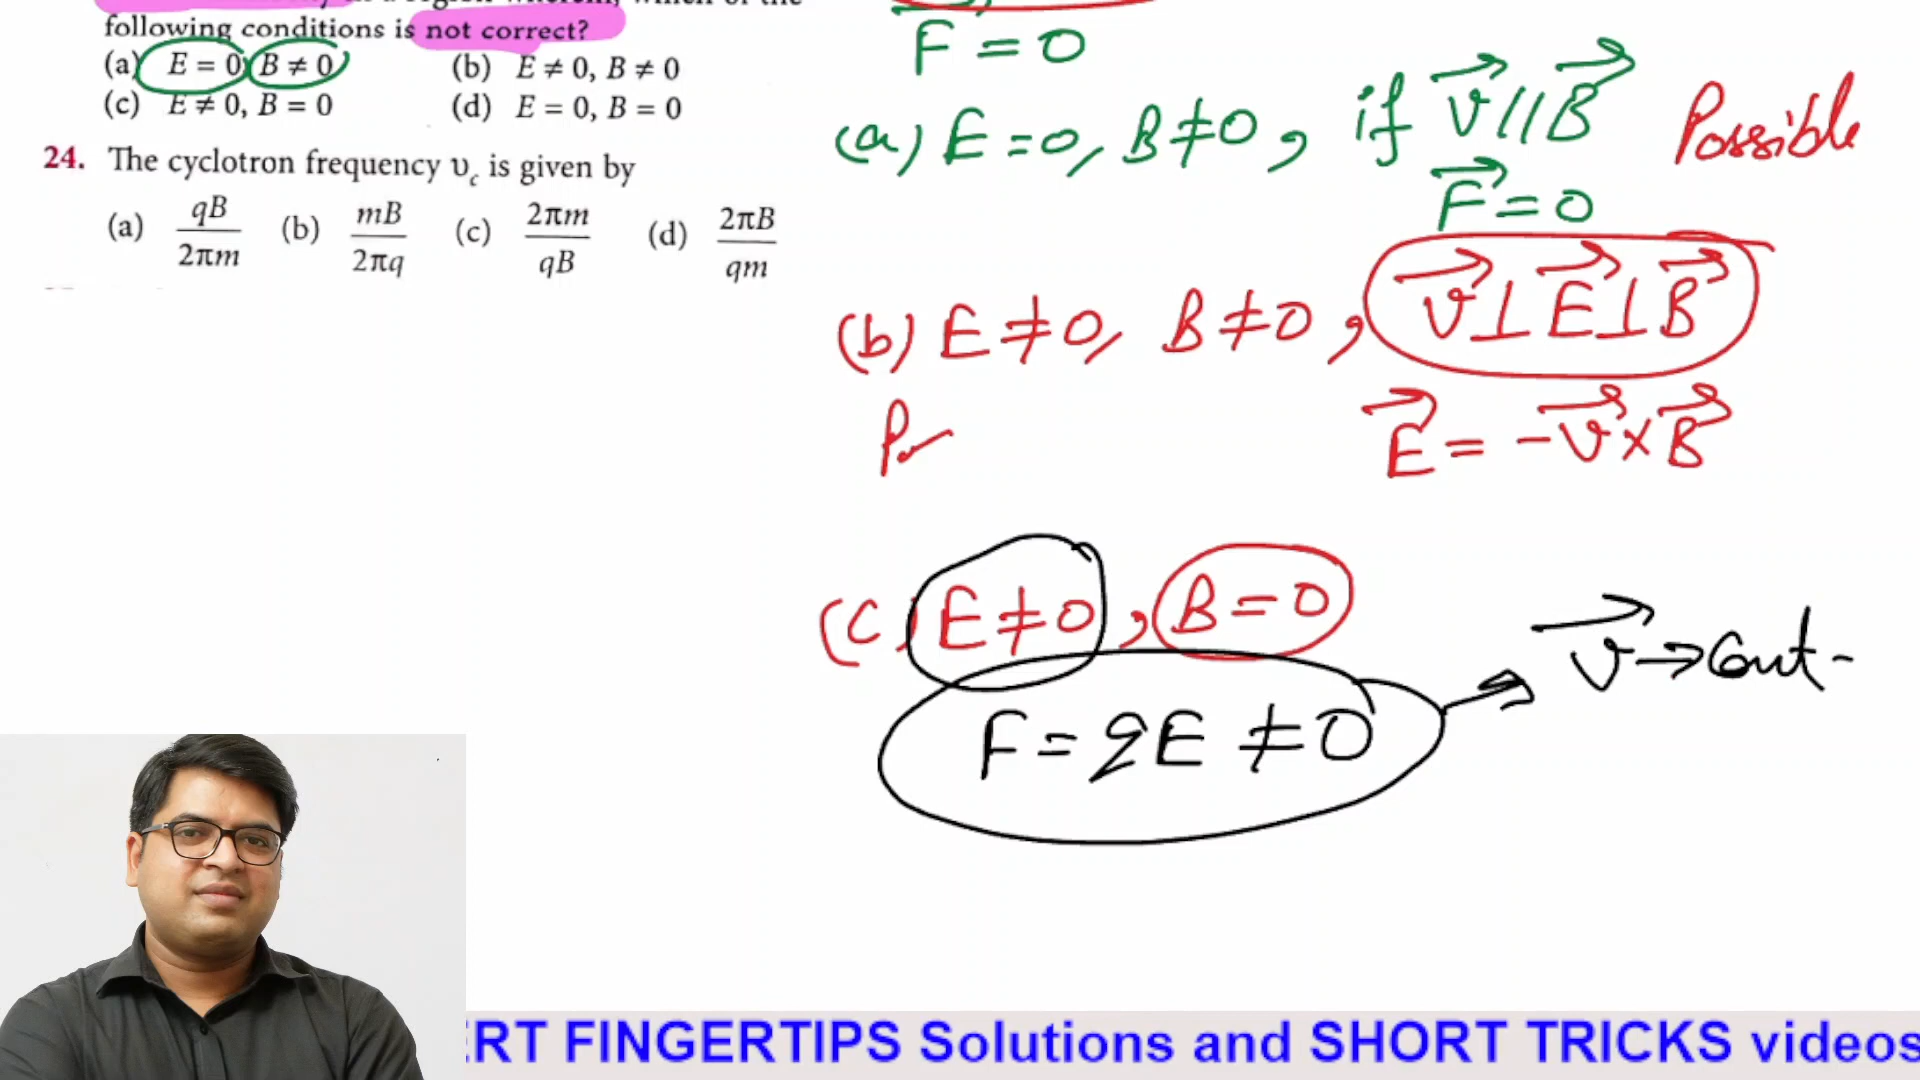 following conditions is not correct?
(a) E = 0, B ≠ 0 (b) E ≠ 0, B ≠ 0
(c) E ≠ 0, B = 0 (d) E = 0, B = 0
24. The cyclotron frequency υc is given by
(a) qB/2πm (b) mB/2πq (c) 2πm/qB (d) 2πB/qm
F = 0
(a) E = 0, B ≠ 0, if v⃗ // B⃗ Possible
F⃗ = 0
(b) E ≠ 0, B ≠ 0, v⃗ ⊥ E⃗ ⊥ B⃗
E⃗ = -v⃗ × B⃗
(c) E ≠ 0, B = 0
F = qE ≠ 0
v⃗ →
ERT FINGERTIPS Solutions and SHORT TRICKS videos